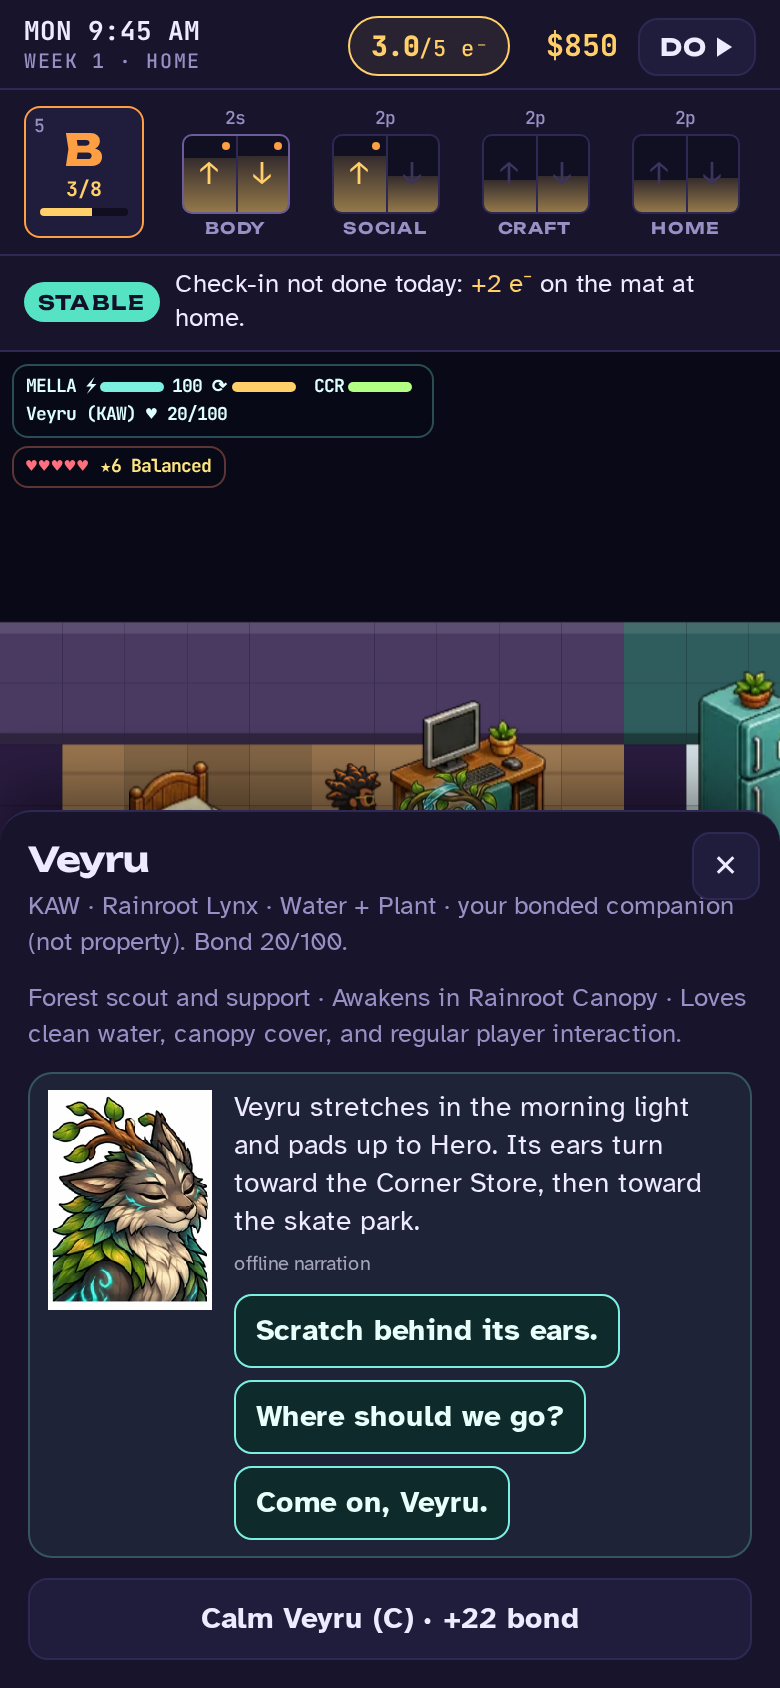 MON 9:45 AM
WEEK 1 · HOME
3.0/5 e⁻
$850
DO ▶
5
B
3/8
2s
↑ ↓
BODY
2p
↑ ↓
SOCIAL
2p
↑ ↓
CRAFT
2p
↑ ↓
HOME
STABLE
Check-in not done today: +2 e⁻ on the mat at
home.
MELLA ⚡ 100 ⟳ CCR
Veyru (KAW) ♥ 20/100
♥♥♥♥♥ ★6 Balanced
Veyru
✕
KAW · Rainroot Lynx · Water + Plant · your bonded companion
(not property). Bond 20/100.
Forest scout and support · Awakens in Rainroot Canopy · Loves
clean water, canopy cover, and regular player interaction.
Veyru stretches in the morning light
and pads up to Hero. Its ears turn
toward the Corner Store, then toward
the skate park.
offline narration
Scratch behind its ears.
Where should we go?
Come on, Veyru.
Calm Veyru (C) · +22 bond